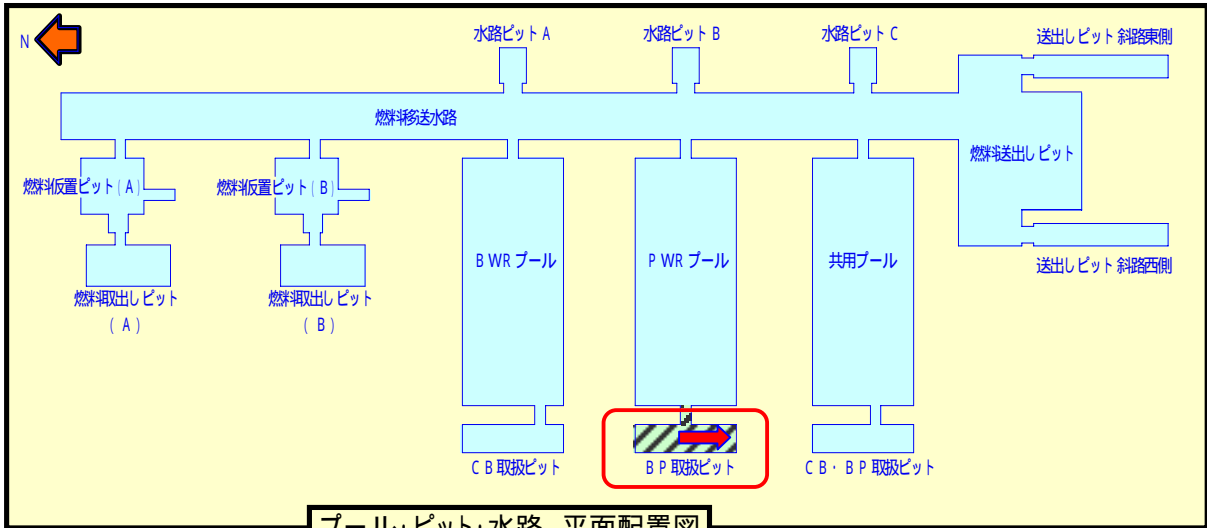 N
水路ピット A
水路ピット B
水路ピット C
送出しピット 斜路東側
燃料移送水路
燃料送出しピット
燃料仮置ピット(A)
燃料仮置ピット(B)
BWR プール
PWR プール
共用プール
送出しピット 斜路西側
燃料取出しピット
(A)
燃料取出しピット
(B)
CB取扱ピット
BP取扱ピット
CB・BP取扱ピット
プール・ピット・水路 平面配置図